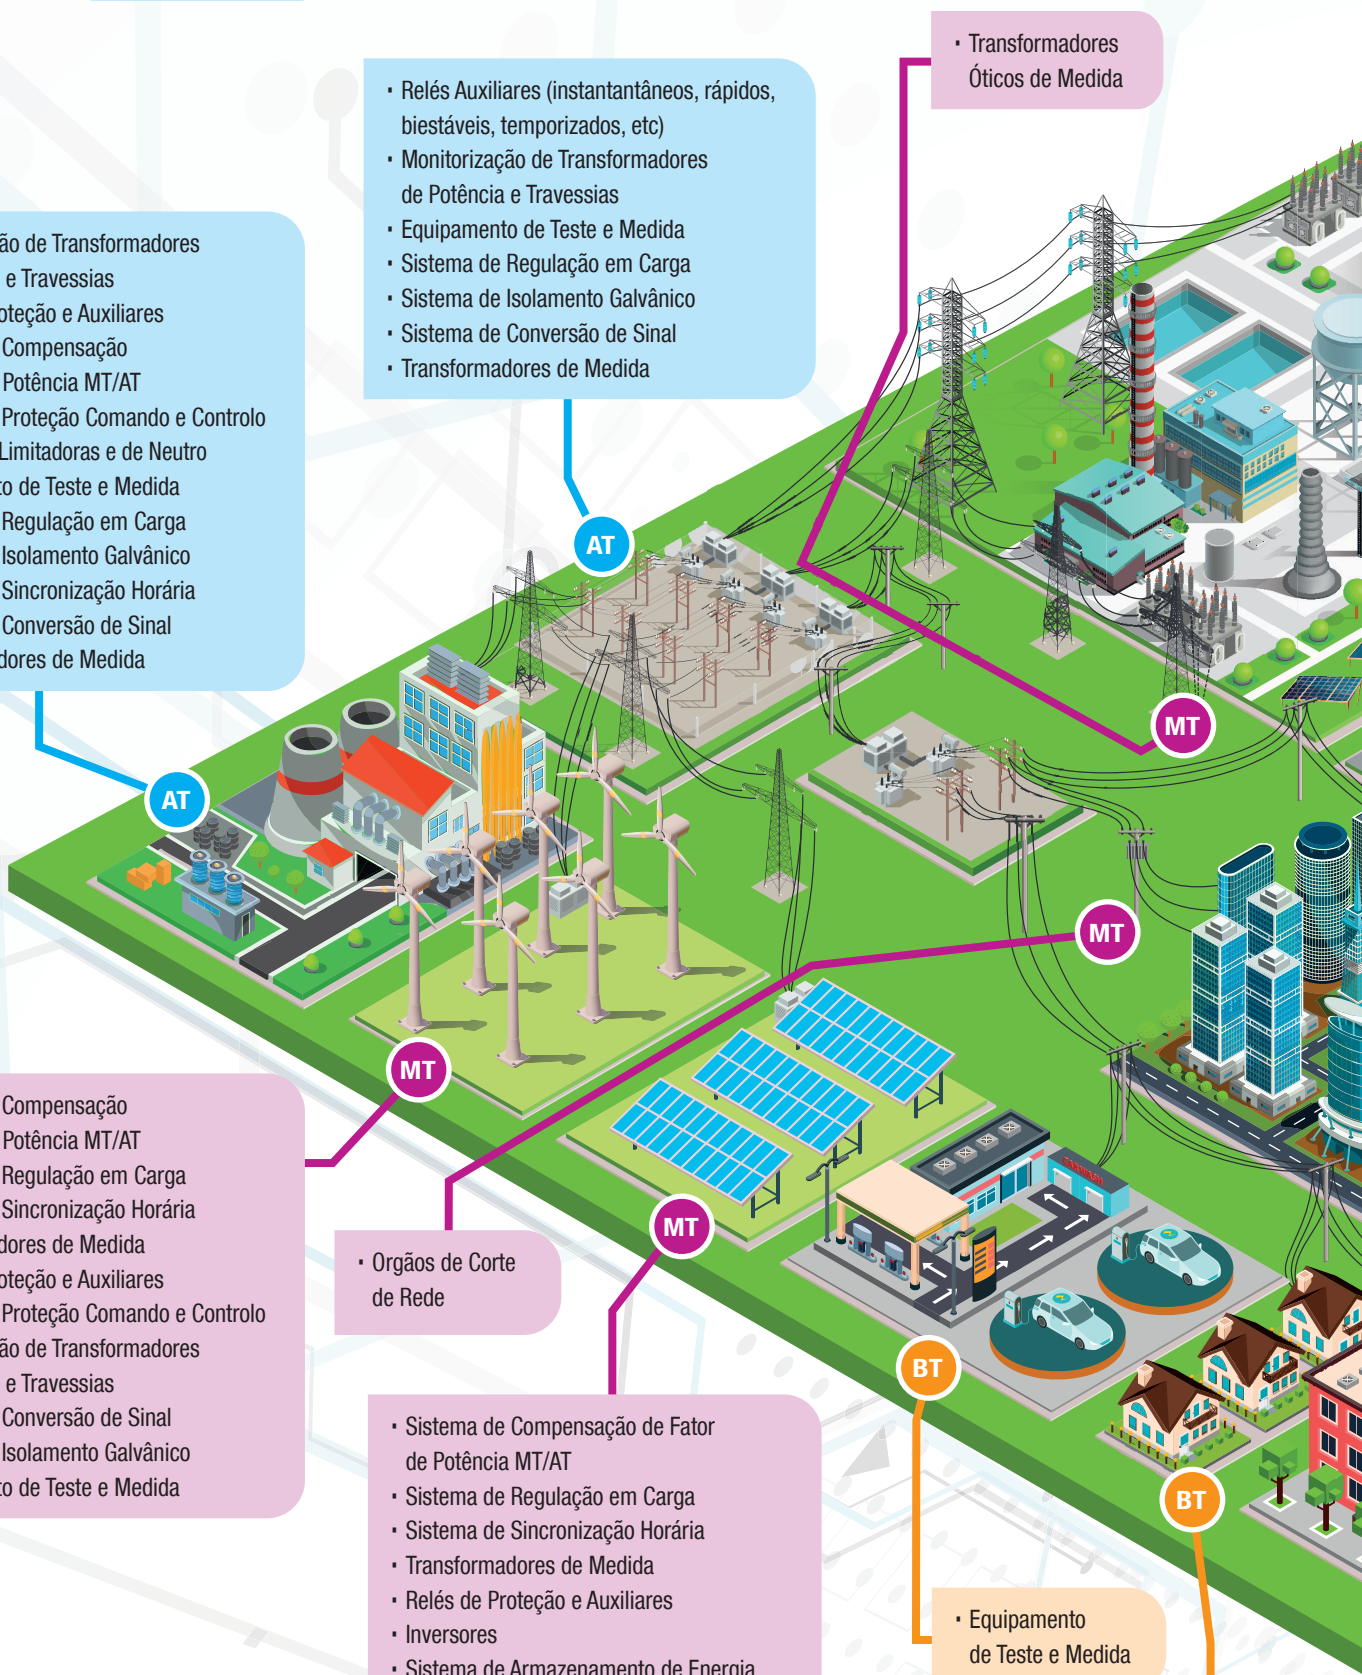 · Transformadores
Óticos de Medida
· Relés Auxiliares (instantantâneos, rápidos,
biestáveis, temporizados, etc)
· Monitorização de Transformadores
de Potência e Travessias
· Equipamento de Teste e Medida
· Sistema de Regulação em Carga
· Sistema de Isolamento Galvânico
· Sistema de Conversão de Sinal
· Transformadores de Medida
ão de Transformadores
e Travessias
oteção e Auxiliares
Compensação
Potência MT/AT
Proteção Comando e Controlo
Limitadoras e de Neutro
to de Teste e Medida
Regulação em Carga
Isolamento Galvânico
Sincronização Horária
Conversão de Sinal
dores de Medida
AT
AT
MT
MT
MT
MT
Compensação
Potência MT/AT
Regulação em Carga
Sincronização Horária
dores de Medida
oteção e Auxiliares
Proteção Comando e Controlo
ão de Transformadores
e Travessias
Conversão de Sinal
Isolamento Galvânico
to de Teste e Medida
· Orgãos de Corte
de Rede
· Sistema de Compensação de Fator
de Potência MT/AT
· Sistema de Regulação em Carga
· Sistema de Sincronização Horária
· Transformadores de Medida
· Relés de Proteção e Auxiliares
· Inversores
· Sistema de Armazenamento de Energia
BT
BT
· Equipamento
de Teste e Medida